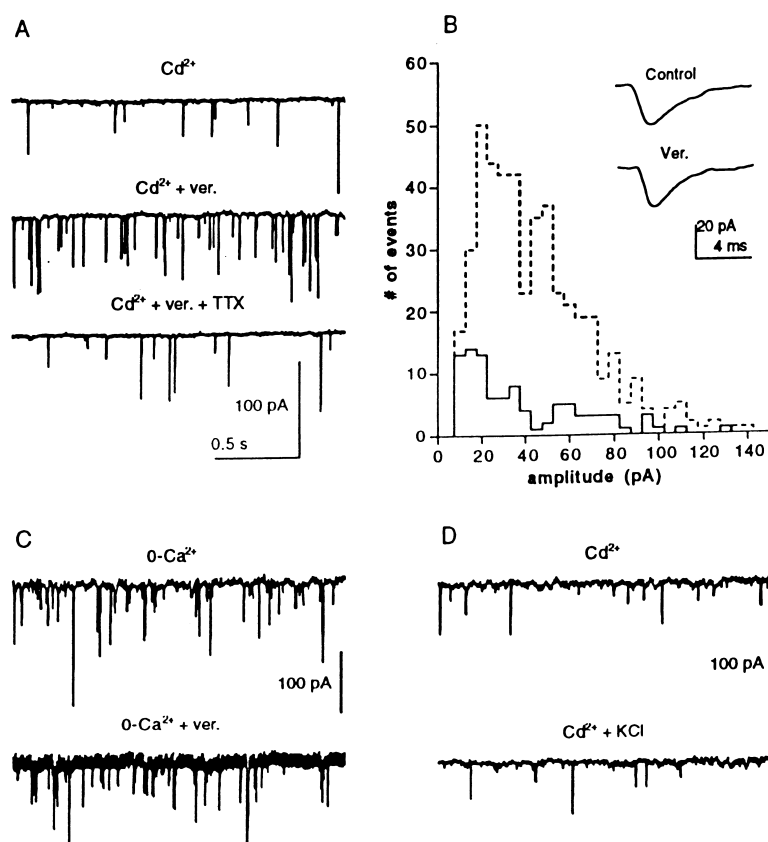 A
Cd²⁺
Cd²⁺ + ver.
Cd²⁺ + ver. + TTX
100 pA
0.5 s
B
60
50
40
30
20
10
0
# of events
0 20 40 60 80 100 120 140
amplitude (pA)
Control
Ver.
20 pA
4 ms
C
0-Ca²⁺
100 pA
0-Ca²⁺ + ver.
D
Cd²⁺
100 pA
Cd²⁺ + KCl